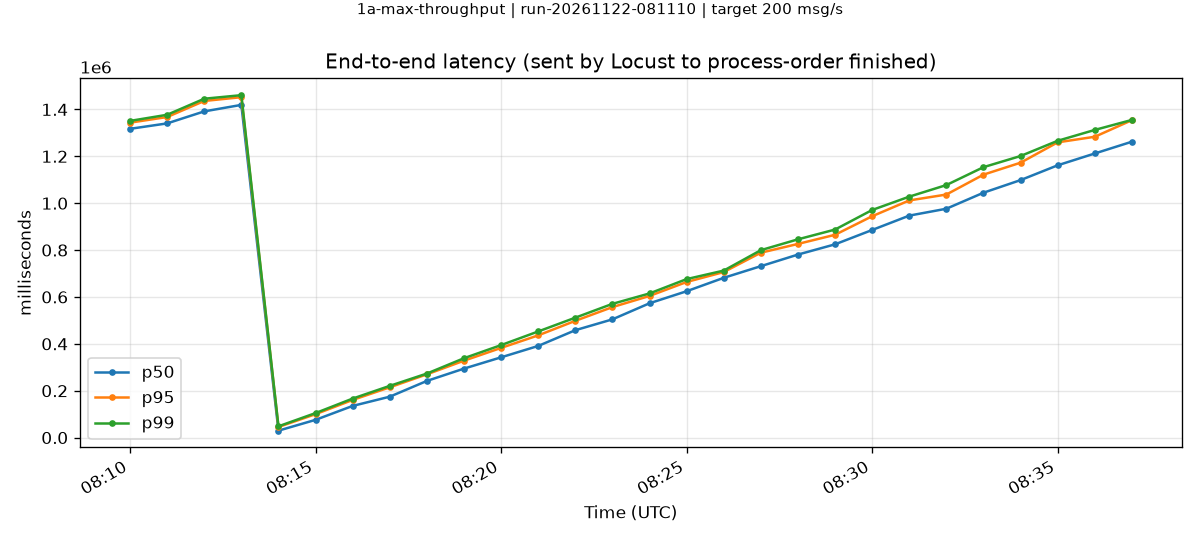 1a-max-throughput | run-20261122-081110 | target 200 msg/s
End-to-end latency (sent by Locust to process-order finished)
1e6
milliseconds
1.4
1.2
1.0
0.8
0.6
0.4
0.2
0.0
p50
p95
p99
08:10
08:15
08:20
08:25
08:30
08:35
Time (UTC)